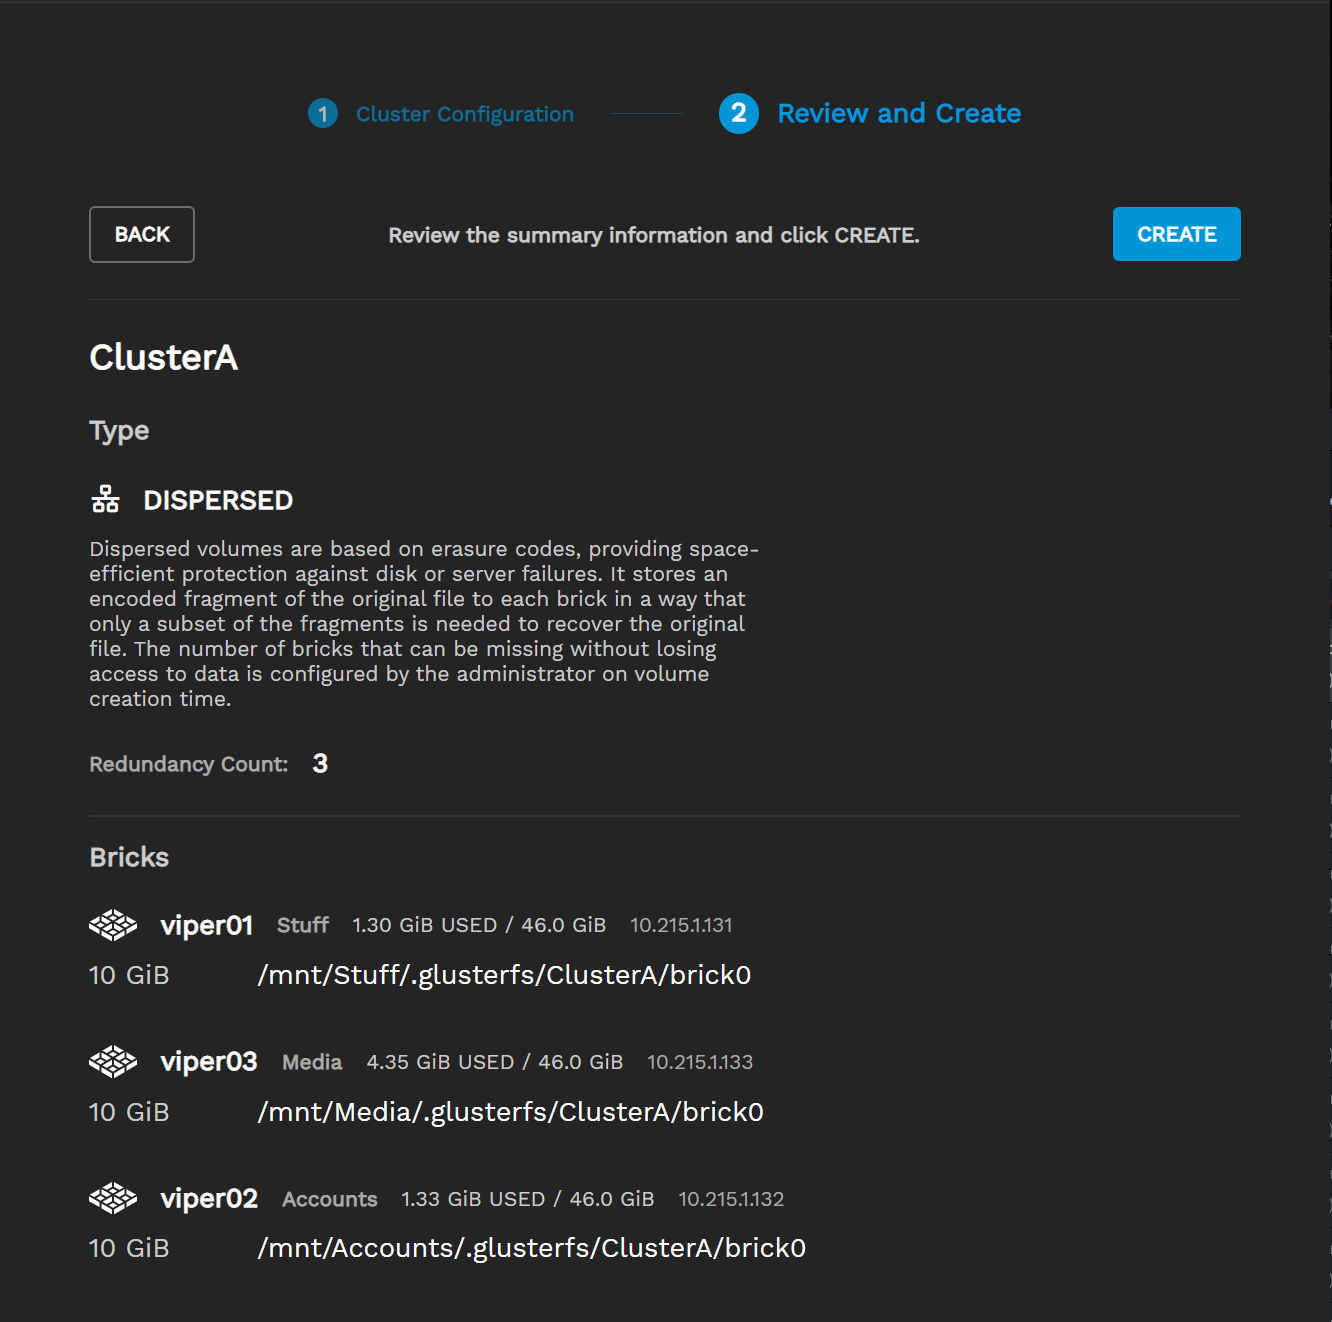 1 Cluster Configuration
2 Review and Create
BACK
Review the summary information and click CREATE.
CREATE
ClusterA
Type
DISPERSED
Dispersed volumes are based on erasure codes, providing space-
efficient protection against disk or server failures. It stores an
encoded fragment of the original file to each brick in a way that
only a subset of the fragments is needed to recover the original
file. The number of bricks that can be missing without losing
access to data is configured by the administrator on volume
creation time.
Redundancy Count: 3
Bricks
viper01 Stuff 1.30 GiB USED / 46.0 GiB 10.215.1.131
10 GiB /mnt/Stuff/.glusterfs/ClusterA/brick0
viper03 Media 4.35 GiB USED / 46.0 GiB 10.215.1.133
10 GiB /mnt/Media/.glusterfs/ClusterA/brick0
viper02 Accounts 1.33 GiB USED / 46.0 GiB 10.215.1.132
10 GiB /mnt/Accounts/.glusterfs/ClusterA/brick0